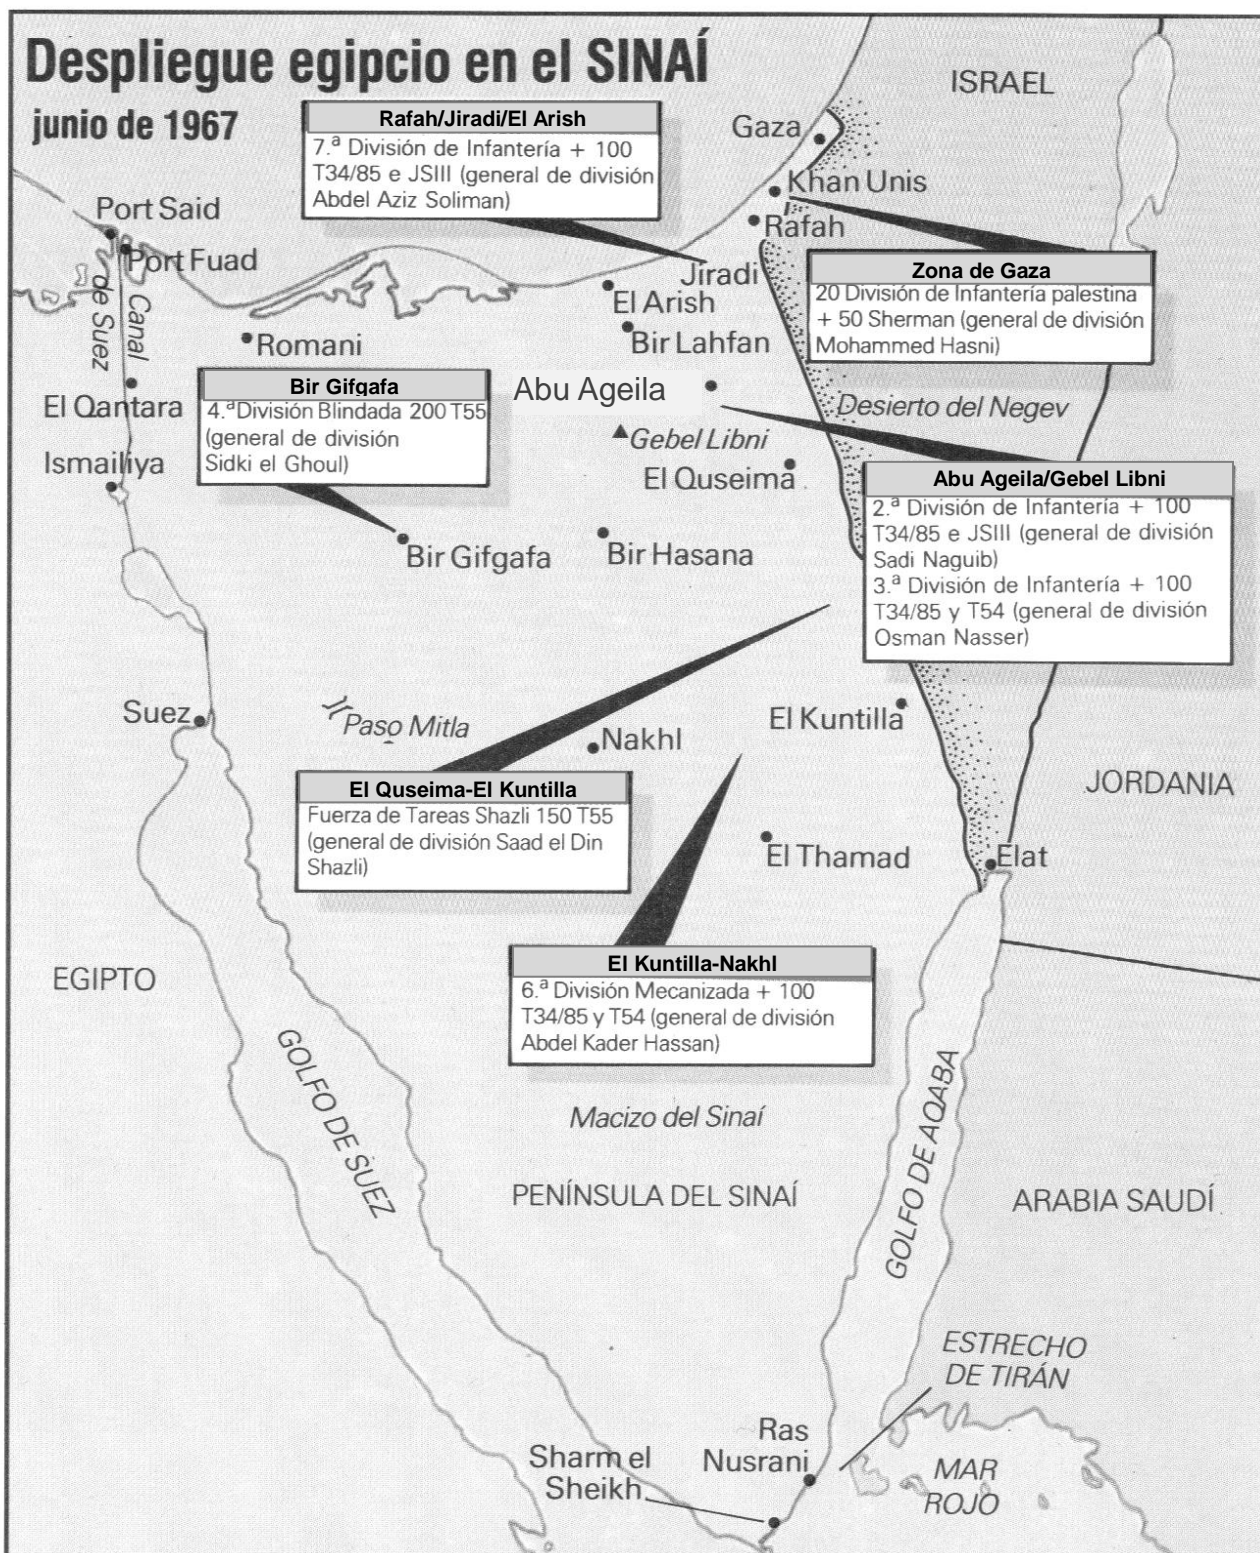 Despliegue egipcio en el SINAÍ
junio de 1967
ISRAEL
Rafah/Jiradi/El Arish
7.ª División de Infantería + 100
T34/85 e JSIII (general de división
Abdel Aziz Soliman)
Gaza
Khan Unis
Rafah
Port Said
Port Fuad
Canal
de Suez
Jiradi
El Arish
Zona de Gaza
20 División de Infantería palestina
+ 50 Sherman (general de división
Mohammed Hasni)
Romani
Bir Lahfan
Bir Gifgafa
4.ª División Blindada 200 T55
(general de división
Sidki el Ghoul)
Abu Ageila
Desierto del Negev
El Qantara
Gebel Libni
Ismailiya
El Quseima
Abu Ageila/Gebel Libni
2.ª División de Infantería + 100
T34/85 e JSIII (general de división
Sadi Naguib)
3.ª División de Infantería + 100
T34/85 y T54 (general de división
Osman Nasser)
Bir Gifgafa
Bir Hasana
Suez
Paso Mitla
Nakhl
El Kuntilla
JORDANIA
El Quseima-El Kuntilla
Fuerza de Tareas Shazli 150 T55
(general de división Saad el Din
Shazli)
El Thamad
Elat
El Kuntilla-Nakhl
6.ª División Mecanizada + 100
T34/85 y T54 (general de división
Abdel Kader Hassan)
EGIPTO
GOLFO DE SUEZ
Macizo del Sinaí
GOLFO DE AQABA
PENÍNSULA DEL SINAÍ
ARABIA SAUDÍ
ESTRECHO
DE TIRÁN
Ras
Nusrani
Sharm el
Sheikh
MAR
ROJO